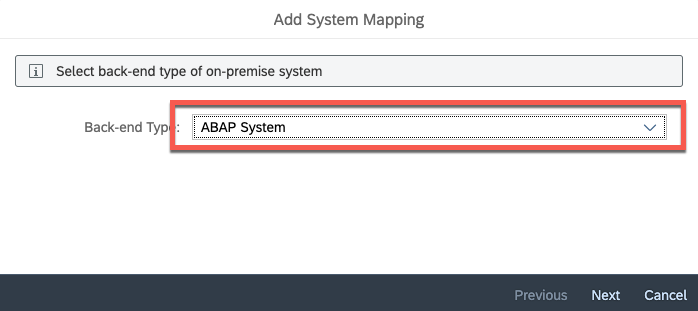 Add System Mapping
Select back-end type of on-premise system
Back-end Type: ABAP System
Previous Next Cancel